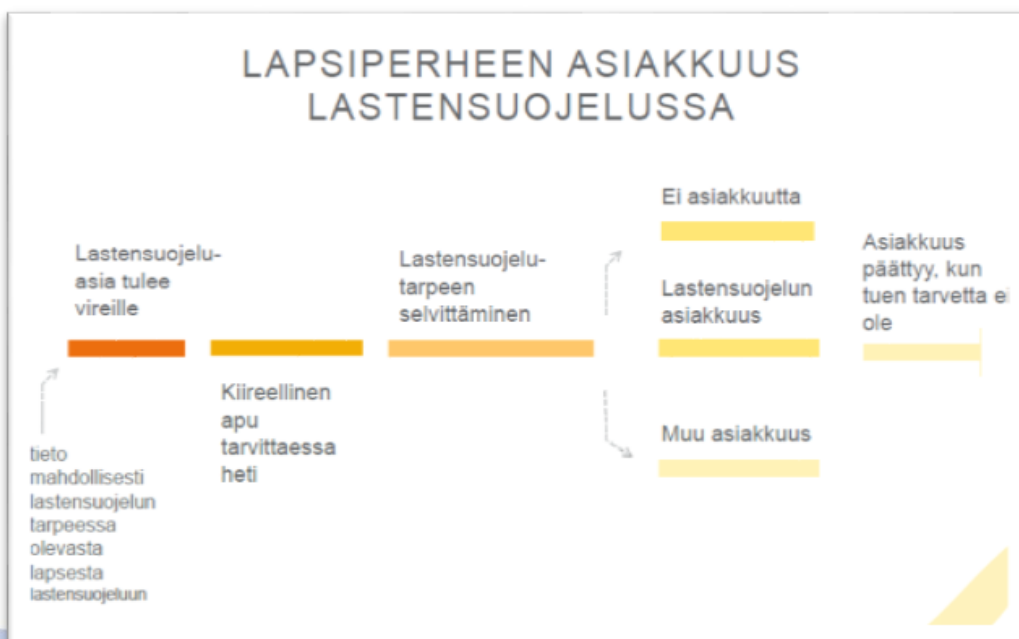 LAPSIPERHEEN ASIAKKUUS
LASTENSUOJELUSSA
Lastensuojelu-
asia tulee
vireille
tieto
mahdollisesti
lastensuojelun
tarpeessa
olevasta
lapsesta
lastensuojeluun
Kiireellinen
apu
tarvittaessa
heti
Lastensuojelu-
tarpeen
selvittäminen
Ei asiakkuutta
Lastensuojelun
asiakkuus
Muu asiakkuus
Asiakkuus
päättyy, kun
tuen tarvetta ei
ole